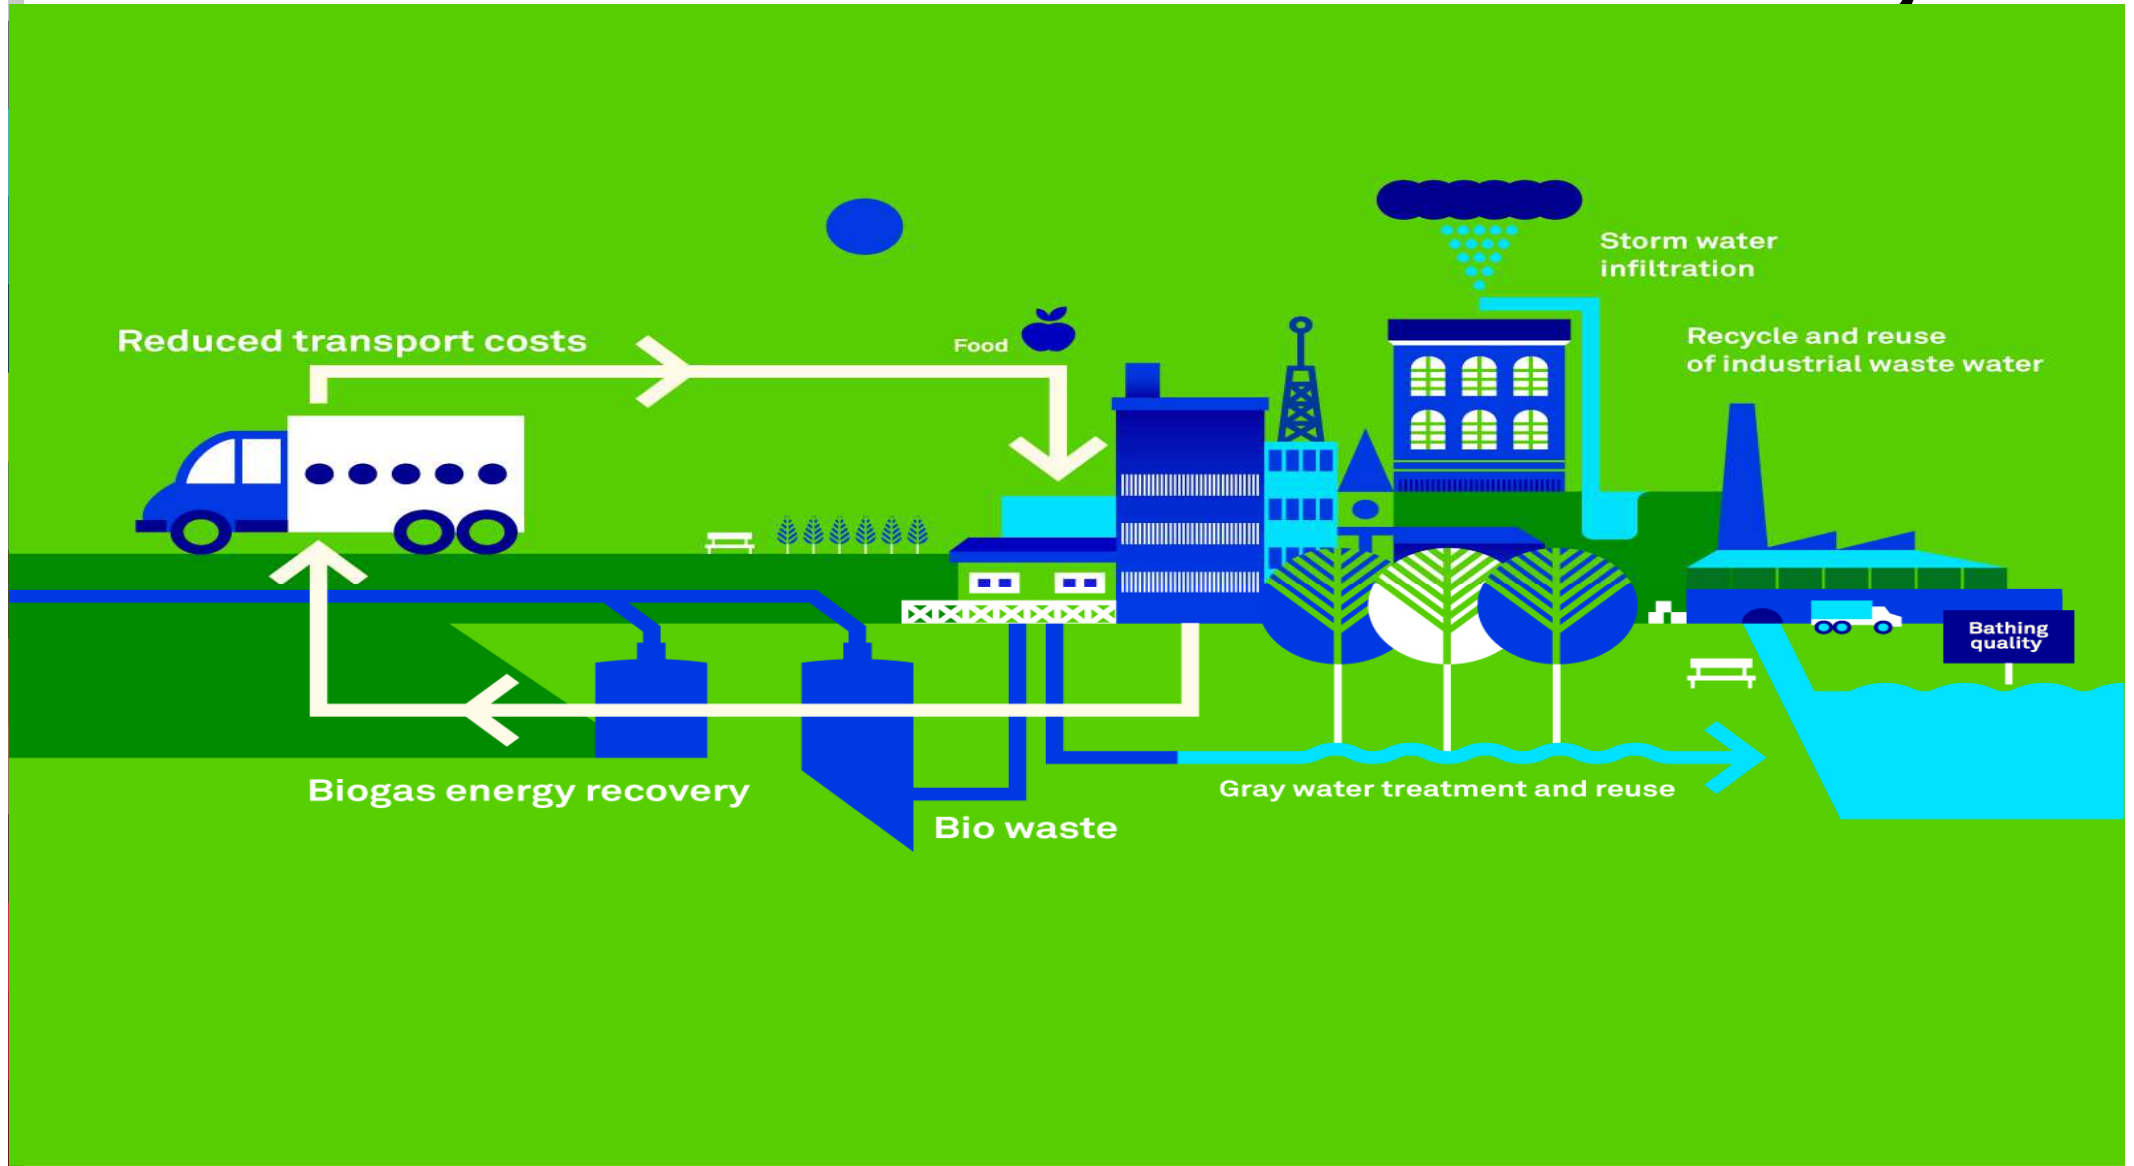 Storm water
infiltration
Reduced transport costs
Food
Recycle and reuse
of industrial waste water
Bathing
quality
Biogas energy recovery
Gray water treatment and reuse
Bio waste